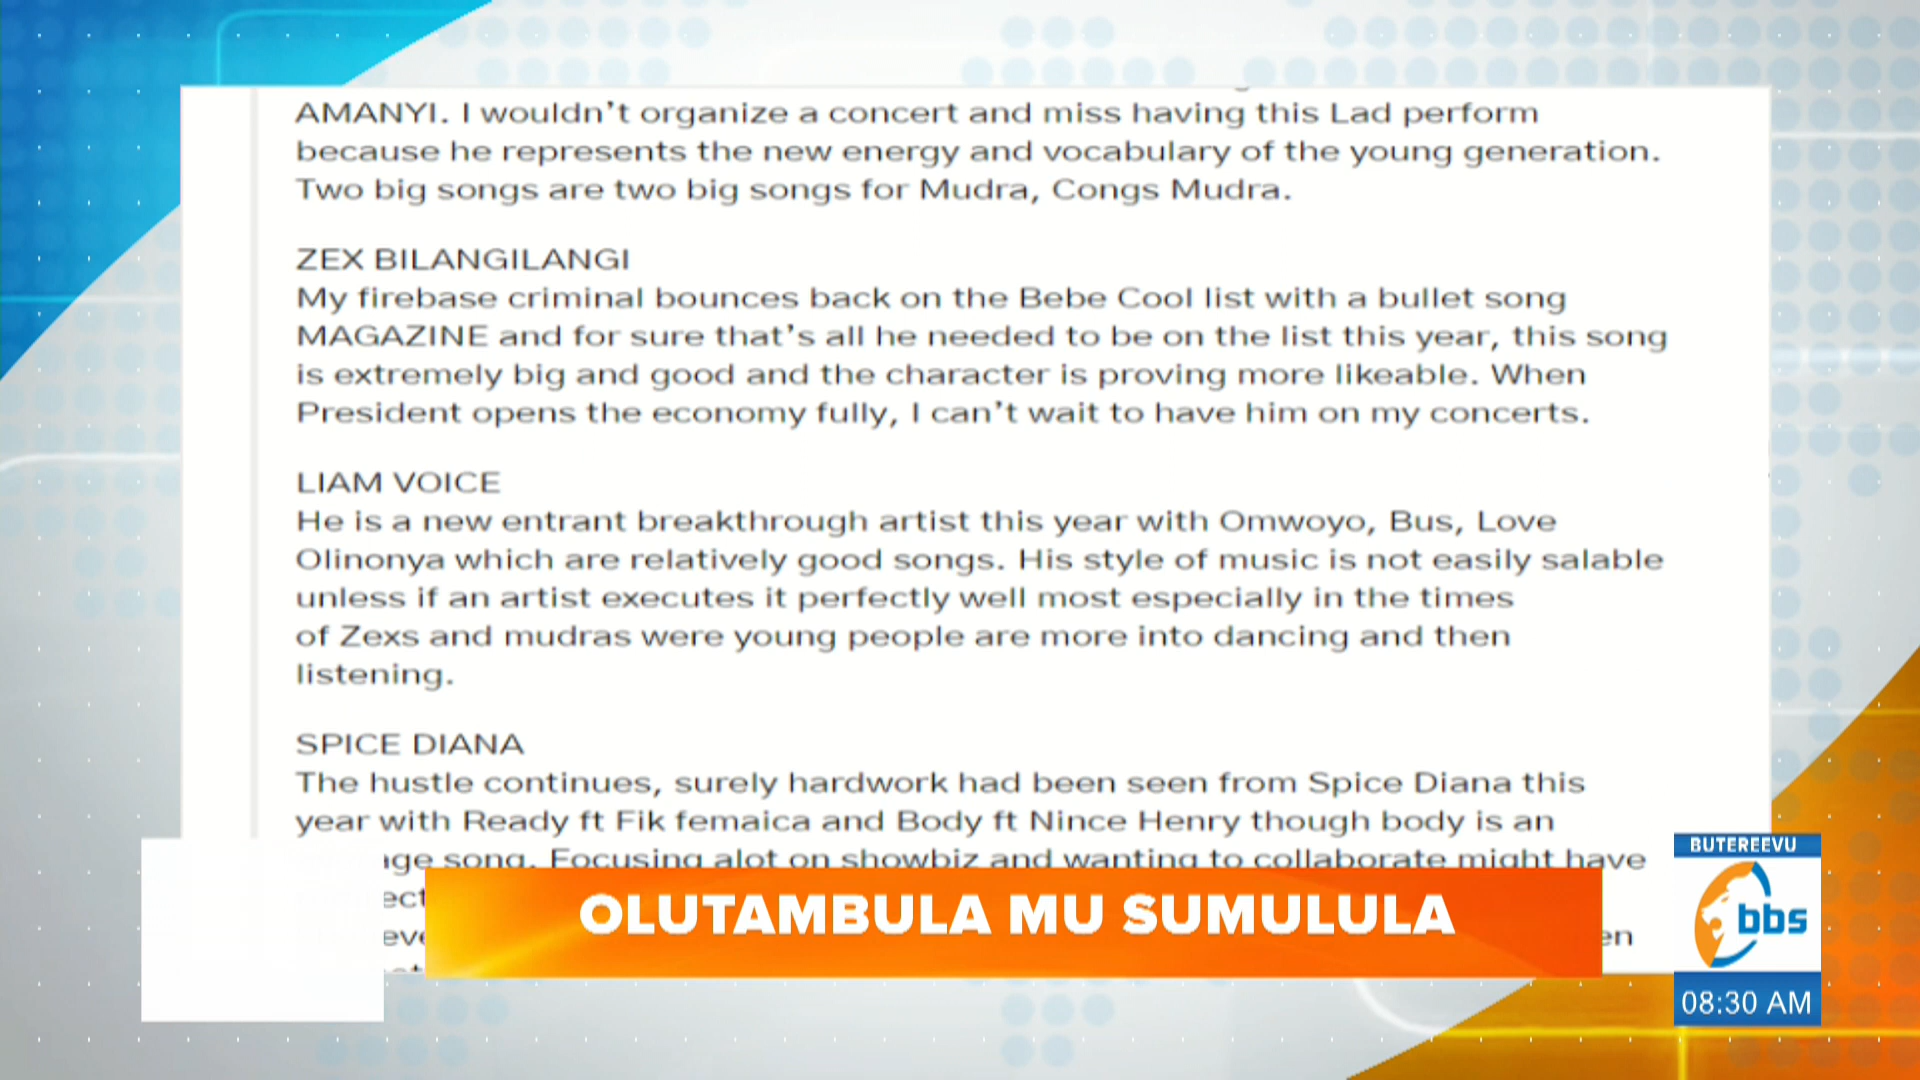 AMANYI. I wouldn't organize a concert and miss having this Lad perform
because he represents the new energy and vocabulary of the young generation.
Two big songs are two big songs for Mudra, Congs Mudra.
ZEX BILANGILANGI
My firebase criminal bounces back on the Bebe Cool list with a bullet song
MAGAZINE and for sure that's all he needed to be on the list this year, this song
is extremely big and good and the character is proving more likeable. When
President opens the economy fully, I can't wait to have him on my concerts.
LIAM VOICE
He is a new entrant breakthrough artist this year with Omwoyo, Bus, Love
Olinonya which are relatively good songs. His style of music is not easily salable
unless if an artist executes it perfectly well most especially in the times
of Zexs and mudras were young people are more into dancing and then
listening.
SPICE DIANA
The hustle continues, surely hardwork had been seen from Spice Diana this
year with Ready ft Fik femaica and Body ft Nince Henry though body is an
song. Focusing alot on showbiz and wanting to collaborate might have
OLUTAMBULA MU SUMULULA
BUTEREEVU
bbs
08:30 AM